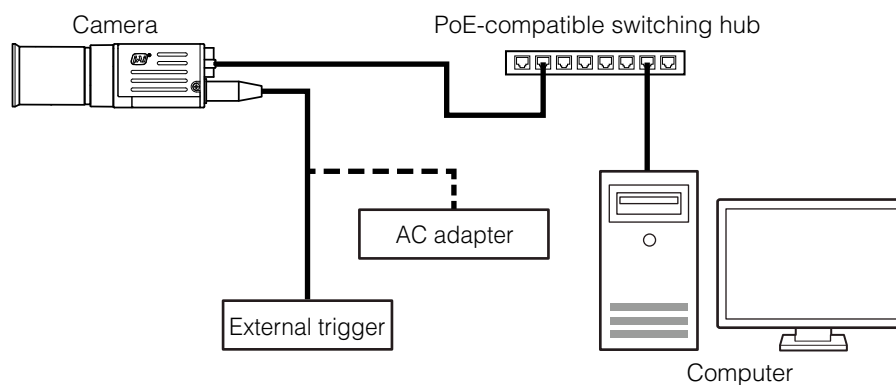 Camera
PoE-compatible switching hub
AC adapter
External trigger
Computer